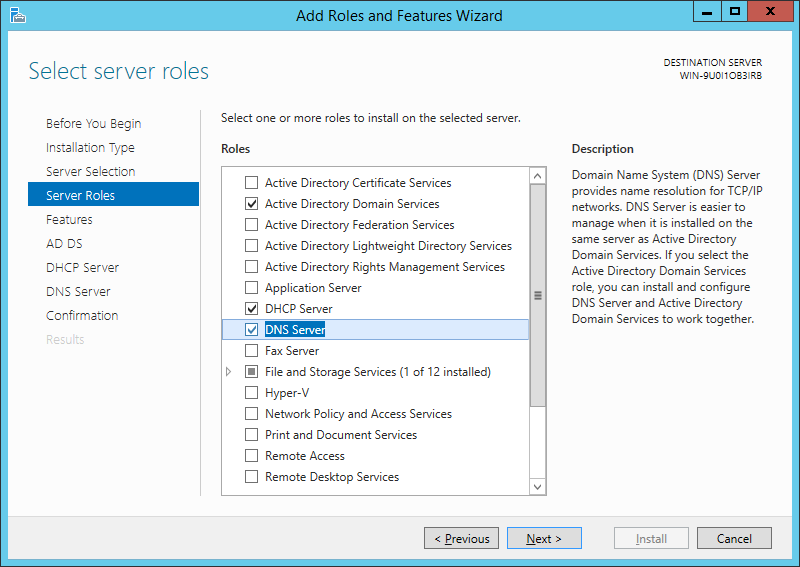 Add Roles and Features Wizard
Select server roles
DESTINATION SERVER
WIN-9U0I1OB3IRB
Before You Begin
Installation Type
Server Selection
Server Roles
Features
AD DS
DHCP Server
DNS Server
Confirmation
Results
Select one or more roles to install on the selected server.
Roles
Active Directory Certificate Services
Active Directory Domain Services
Active Directory Federation Services
Active Directory Lightweight Directory Services
Active Directory Rights Management Services
Application Server
DHCP Server
DNS Server
Fax Server
File and Storage Services (1 of 12 installed)
Hyper-V
Network Policy and Access Services
Print and Document Services
Remote Access
Remote Desktop Services
Description
Domain Name System (DNS) Server
provides name resolution for TCP/IP
networks. DNS Server is easier to
manage when it is installed on the
same server as Active Directory
Domain Services. If you select the
Active Directory Domain Services
role, you can install and configure
DNS Server and Active Directory
Domain Services to work together.
< Previous
Next >
Install
Cancel